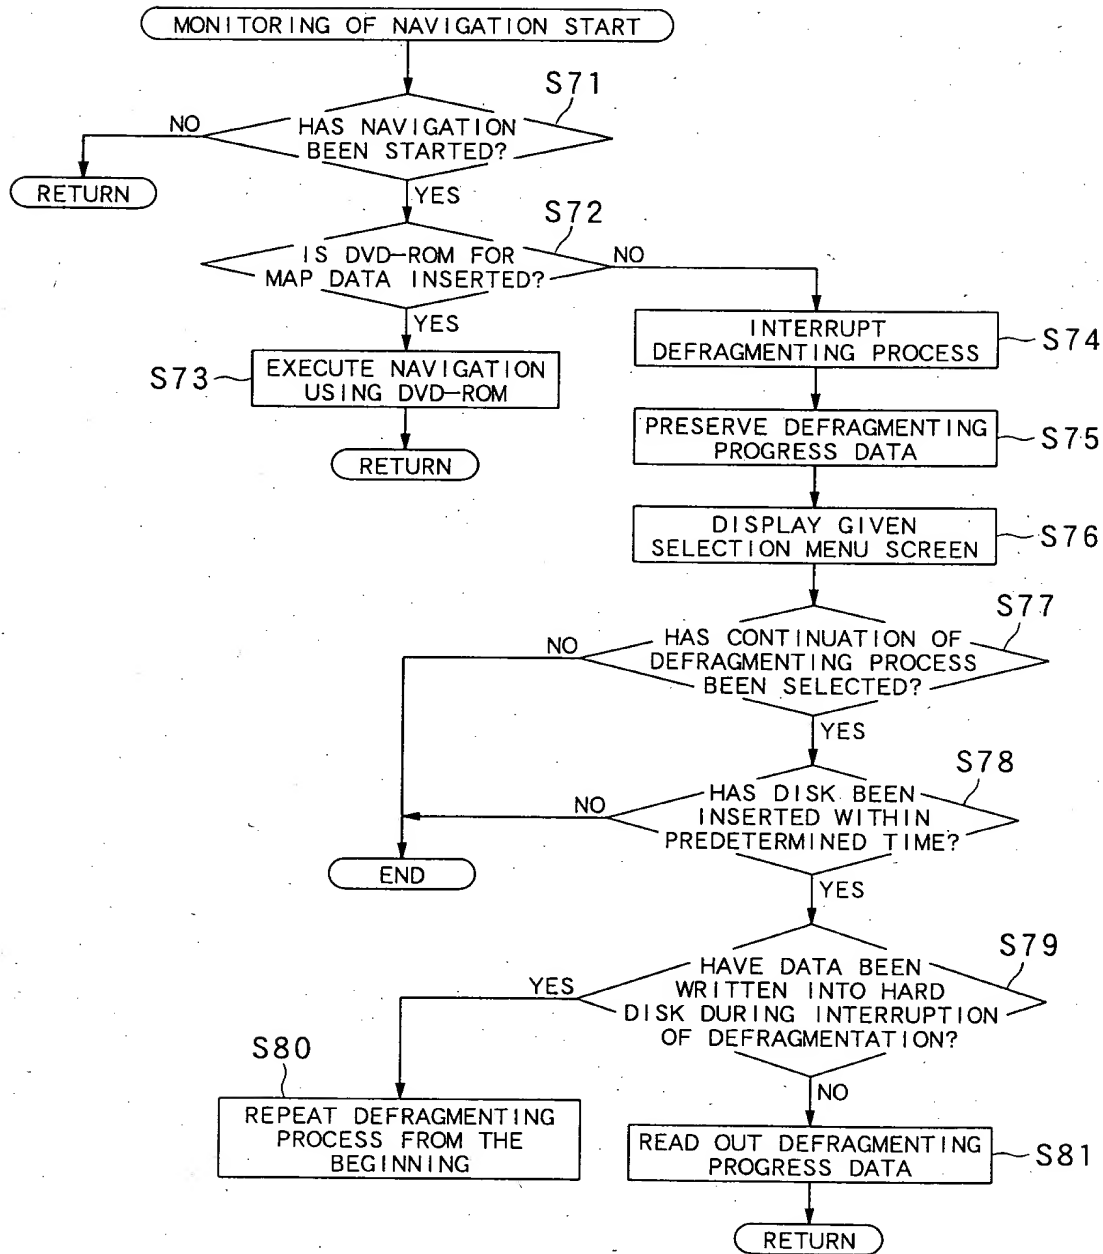 MONITORING OF NAVIGATION START
S71
HAS NAVIGATION
BEEN STARTED?
NO
RETURN
YES
S72
IS DVD-ROM FOR
MAP DATA INSERTED?
NO
YES
S73
EXECUTE NAVIGATION
USING DVD-ROM
RETURN
INTERRUPT
DEFRAGMENTING PROCESS
S74
PRESERVE DEFRAGMENTING
PROGRESS DATA
S75
DISPLAY GIVEN
SELECTION MENU SCREEN
S76
S77
HAS CONTINUATION OF
DEFRAGMENTING PROCESS
BEEN SELECTED?
NO
YES
S78
HAS DISK BEEN
INSERTED WITHIN
PREDETERMINED TIME?
NO
END
YES
S79
HAVE DATA BEEN
WRITTEN INTO HARD
DISK DURING INTERRUPTION
OF DEFRAGMENTATION?
YES
S80
REPEAT DEFRAGMENTING
PROCESS FROM THE
BEGINNING
NO
READ OUT DEFRAGMENTING
PROGRESS DATA
S81
RETURN